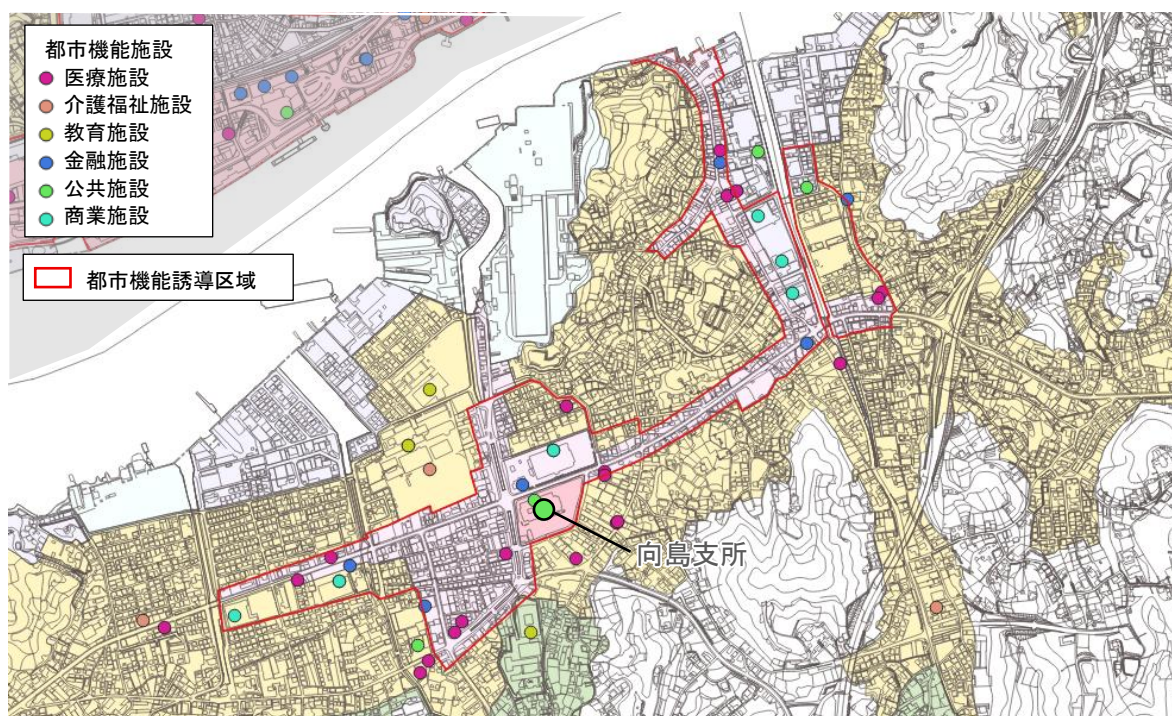 都市機能施設
医療施設
介護福祉施設
教育施設
金融施設
公共施設
商業施設
都市機能誘導区域
向島支所